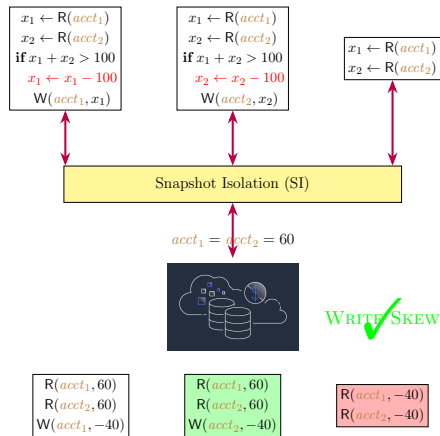 x₁ ← R(acct₁)
x₂ ← R(acct₂)
if x₁ + x₂ > 100
x₁ ← x₁ − 100
W(acct₁, x₁)
x₁ ← R(acct₁)
x₂ ← R(acct₂)
if x₁ + x₂ > 100
x₂ ← x₂ − 100
W(acct₂, x₂)
x₁ ← R(acct₁)
x₂ ← R(acct₂)
Snapshot Isolation (SI)
acct₁ = acct₂ = 60
$
WRITE SKEW
R(acct₁, 60)
R(acct₂, 60)
W(acct₁, −40)
R(acct₁, 60)
R(acct₂, 60)
W(acct₂, −40)
R(acct₁, −40)
R(acct₂, −40)